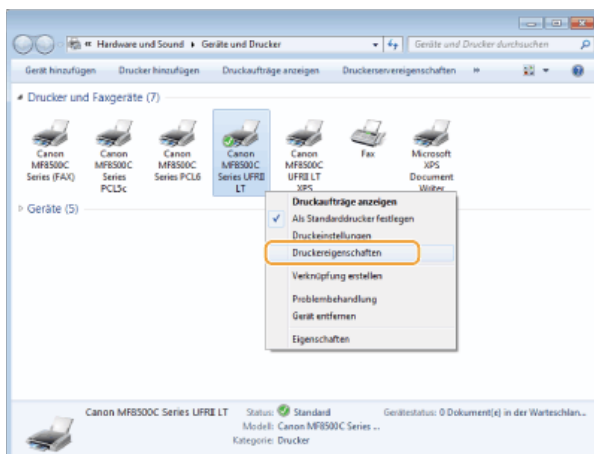 « Hardware und Sound ▸ Geräte und Drucker
Geräte und Drucker durchsuchen
Gerät hinzufügen Drucker hinzufügen Druckaufträge anzeigen Druckerservereigenschaften »
Drucker und Faxgeräte (7)
Canon MF8500C Series (FAX)
Canon MF8500C Series PCL5c
Canon MF8500C Series PCL6
Canon MF8500C Series UFRII LT
Canon MF8500C UFRII LT XPS
Fax
Microsoft XPS Document Writer
Geräte (5)
Druckaufträge anzeigen
Als Standarddrucker festlegen
Druckeinstellungen
Druckereigenschaften
Verknüpfung erstellen
Problembehandlung
Gerät entfernen
Eigenschaften
Canon MF8500C Series UFRII LT Status: Standard Gerätestatus: 0 Dokument(e) in der Warteschlan...
Modell: Canon MF8500C Series ...
Kategorie: Drucker